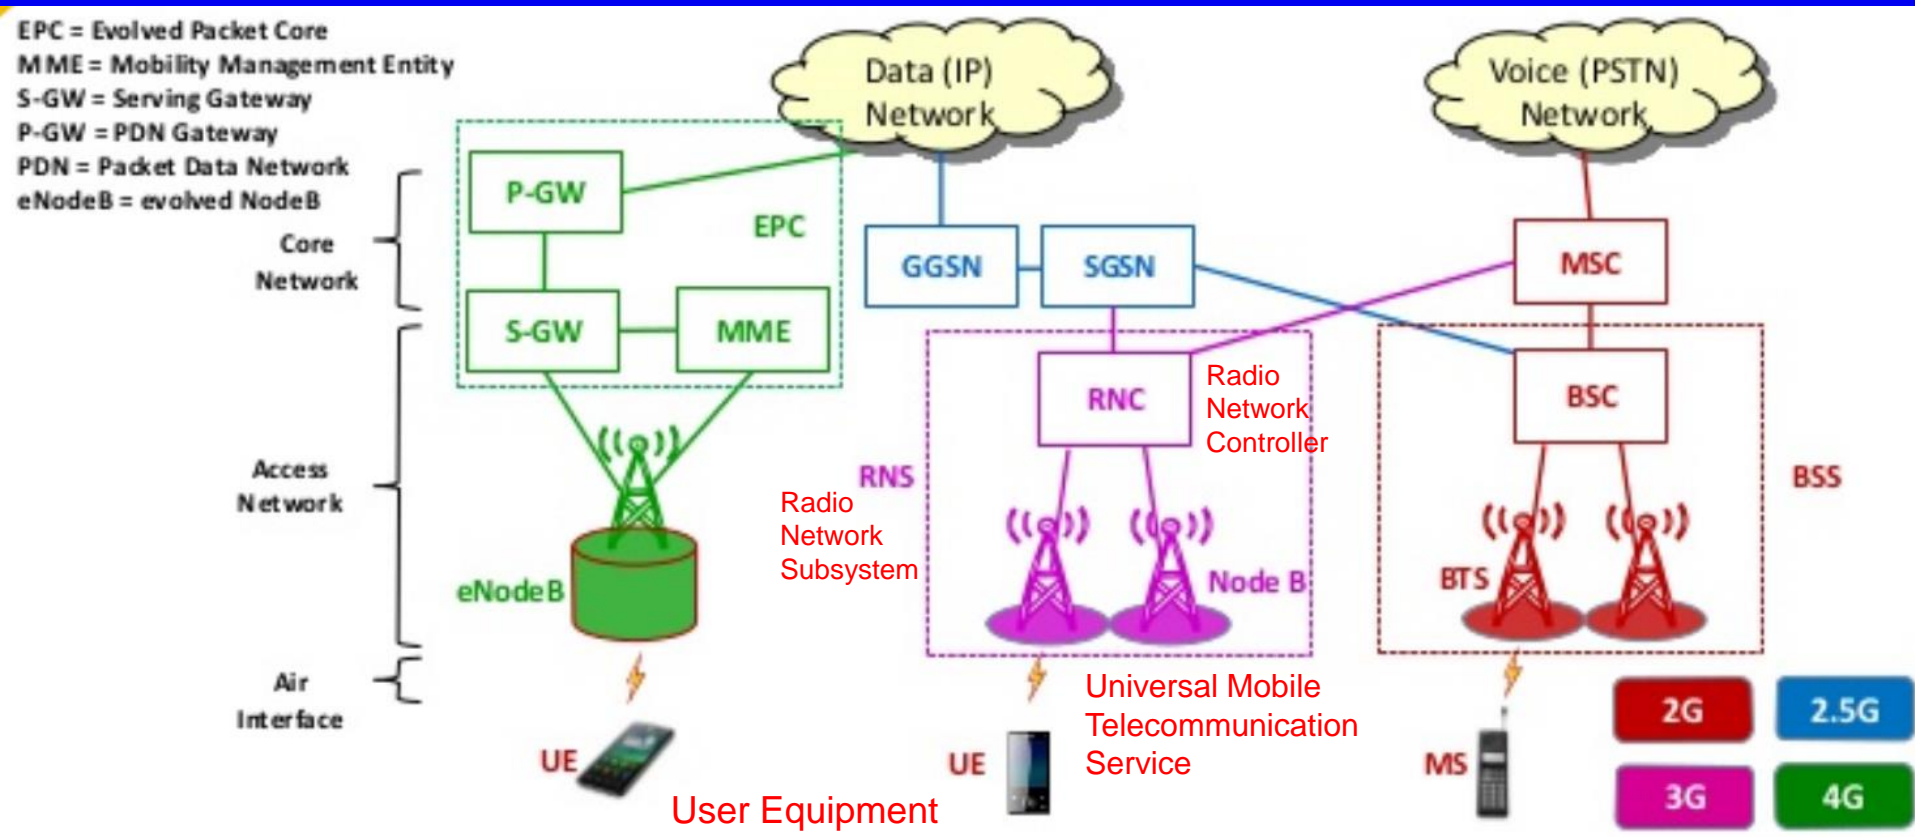 EPC = Evolved Packet Core
MME = Mobility Management Entity
S-GW = Serving Gateway
P-GW = PDN Gateway
PDN = Packet Data Network
eNodeB = evolved NodeB
Core
Network
Access
Network
Air
Interface
Data (IP)
Network
Voice (PSTN)
Network
P-GW
EPC
S-GW
MME
eNodeB
UE
User Equipment
GGSN
SGSN
RNC
Radio
Network
Controller
RNS
Radio
Network
Subsystem
Node B
UE
Universal Mobile
Telecommunication
Service
MSC
BSC
BSS
BTS
MS
2G
2.5G
3G
4G